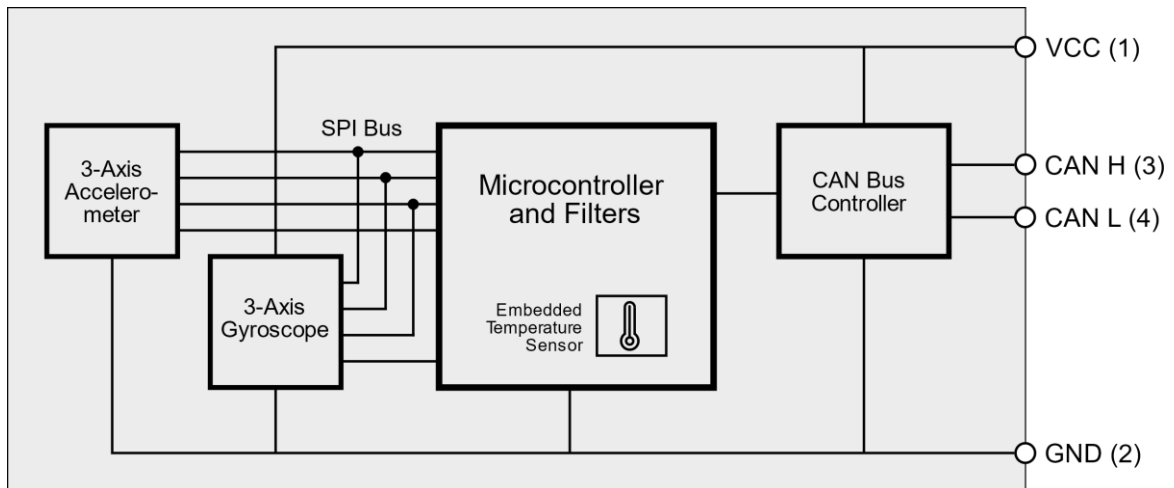 VCC (1)
SPI Bus
3-Axis
Accelero-
meter
Microcontroller
and Filters
CAN Bus
Controller
CAN H (3)
CAN L (4)
3-Axis
Gyroscope
Embedded
Temperature
Sensor
GND (2)